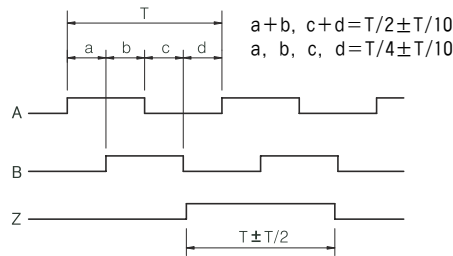 T
a+b, c+d=T/2±T/10
a b c d
a, b, c, d=T/4±T/10
A
B
Z
T±T/2